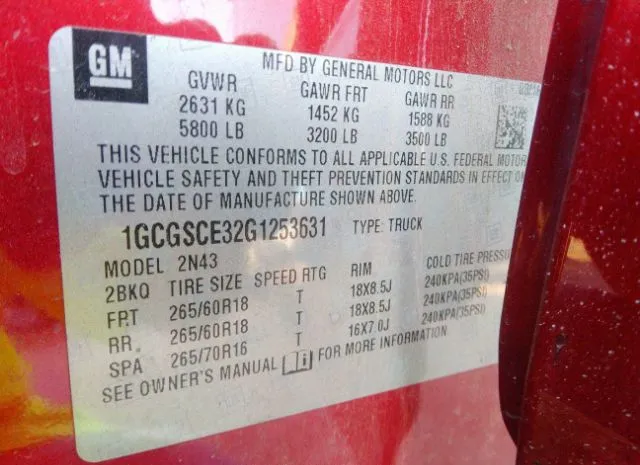 GM
MFD BY GENERAL MOTORS LLC
GVWR GAWR FRT GAWR RR
2631 KG 1452 KG 1588 KG
5800 LB 3200 LB 3500 LB
THIS VEHICLE CONFORMS TO ALL APPLICABLE U.S. FEDERAL MOTOR
VEHICLE SAFETY AND THEFT PREVENTION STANDARDS IN EFFECT ON
THE DATE OF MANUFACTURE SHOWN ABOVE.
1GCGSCE32G1253631 TYPE: TRUCK
MODEL 2N43
2BKQ TIRE SIZE SPEED RTG RIM COLD TIRE PRESSU
FRT 265/60R18 T 18X8.5J 240KPA(35PSI)
RR 265/60R18 T 18X8.5J 240KPA(35PSI)
SPA 265/70R16 T 16X7.0J 240KPA(35PSI)
SEE OWNER'S MANUAL FOR MORE INFORMATION